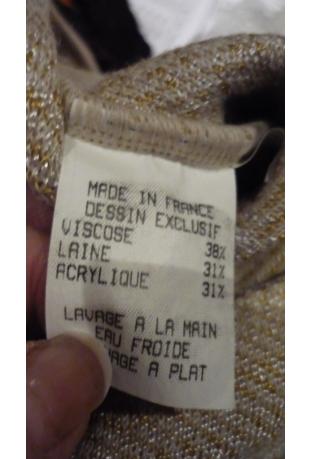 MADE IN FRANCE
DESSIN EXCLUSIF
VISCOSE 38%
LAINE 31%
ACRYLIQUE 31%
LAVAGE A LA MAIN
EAU FROIDE
A PLAT